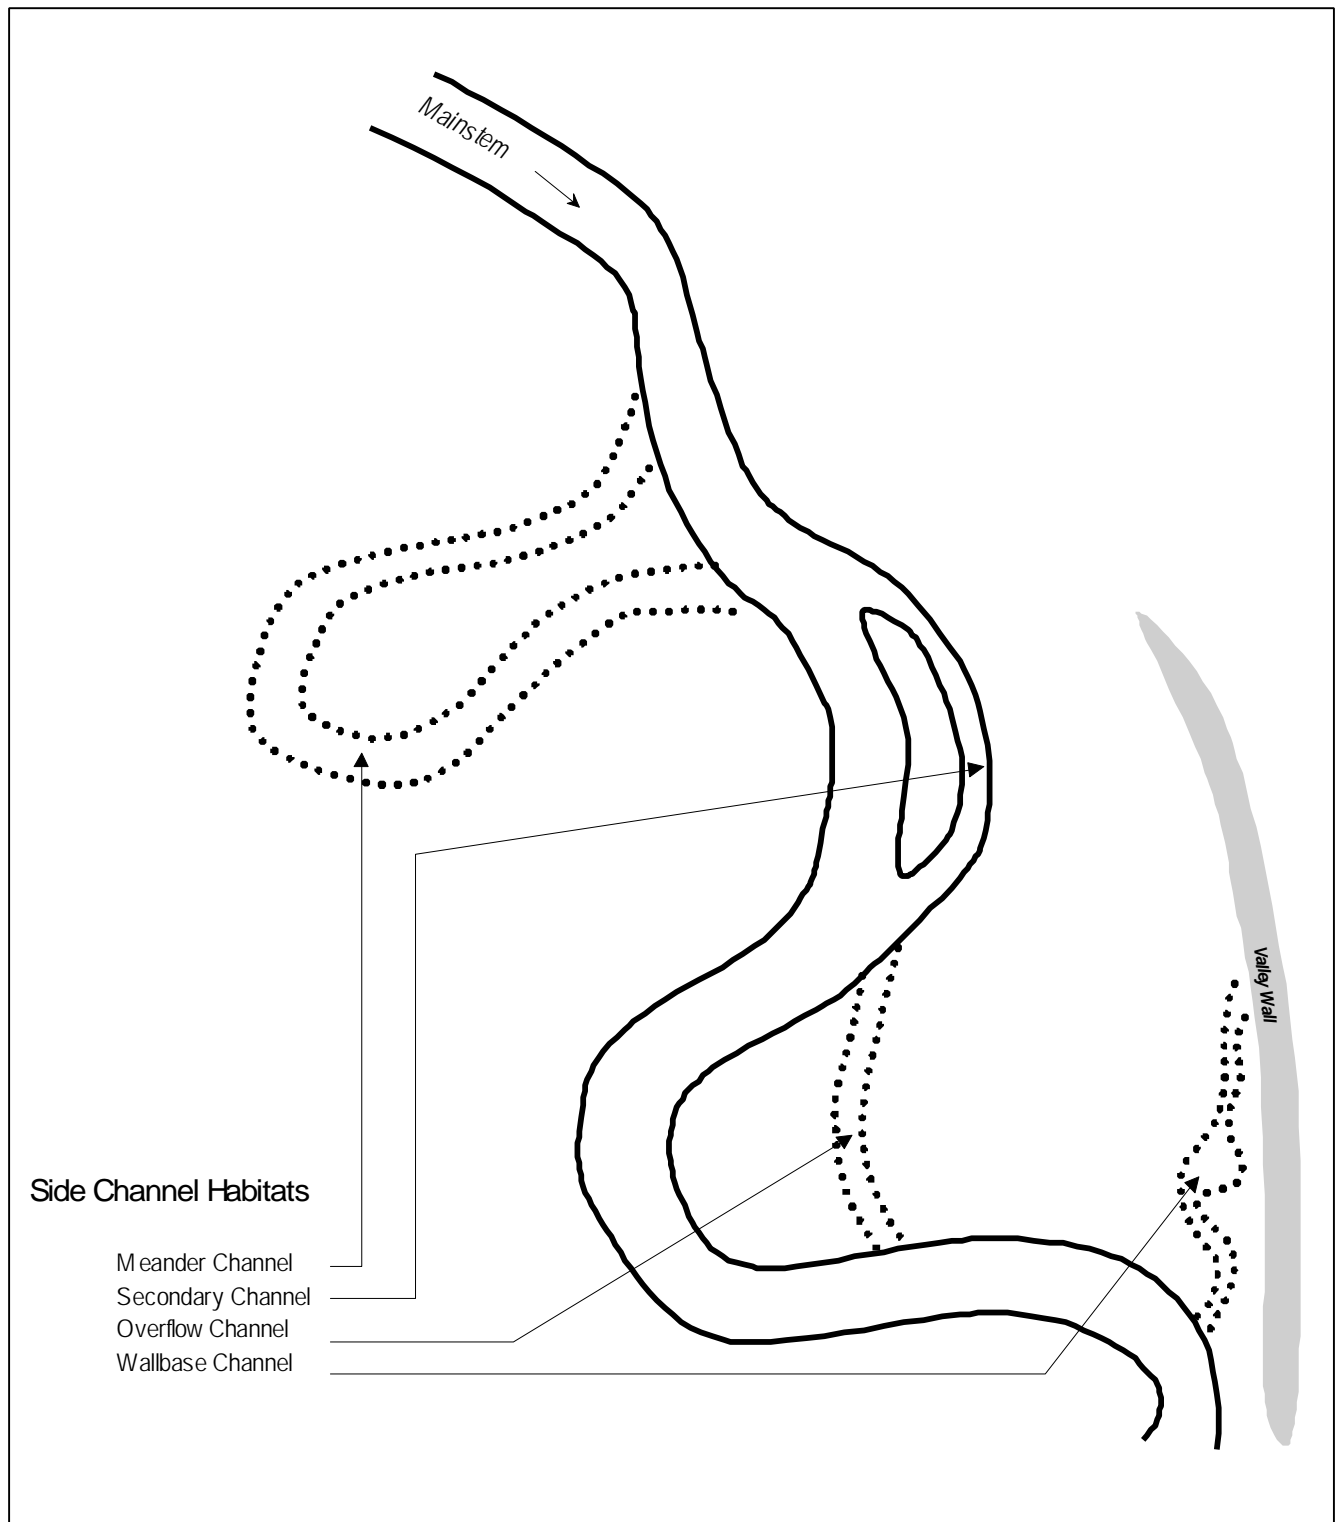 Mainstem
Valley Wall
Side Channel Habitats
Meander Channel
Secondary Channel
Overflow Channel
Wallbase Channel